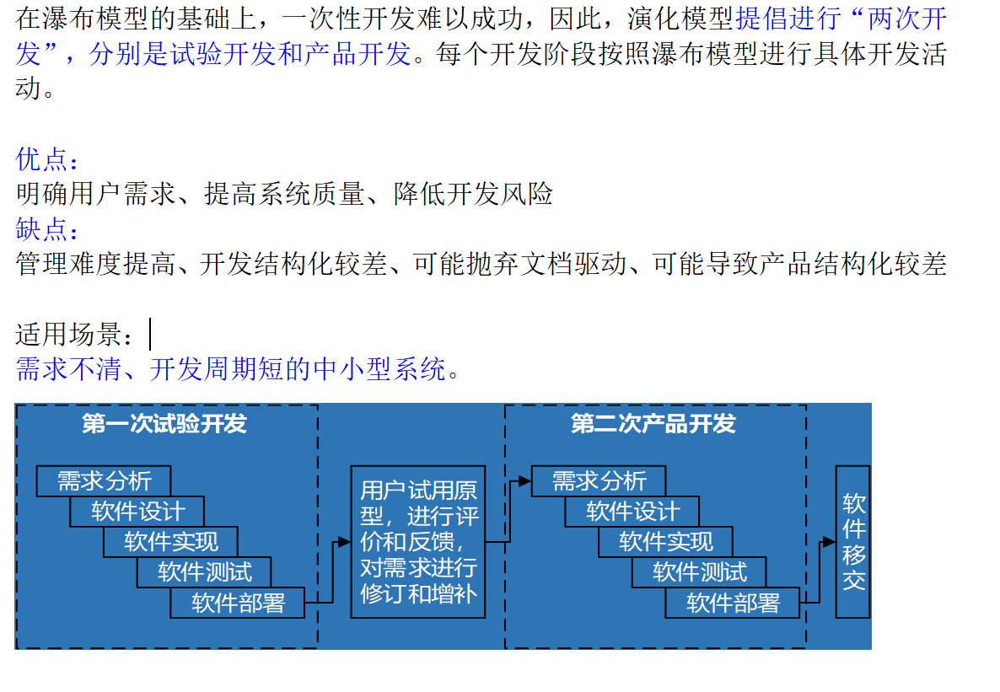 在瀑布模型的基础上，一次性开发难以成功，因此，演化模型提倡进行“两次开
发”，分别是试验开发和产品开发。每个开发阶段按照瀑布模型进行具体开发活
动。
优点：
明确用户需求、提高系统质量、降低开发风险
缺点：
管理难度提高、开发结构化较差、可能抛弃文档驱动、可能导致产品结构化较差
适用场景：
需求不清、开发周期短的中小型系统。
第一次试验开发
需求分析
软件设计
软件实现
软件测试
软件部署
用户试用原
型，进行评
价和反馈，
对需求进行
修订和增补
第二次产品开发
需求分析
软件设计
软件实现
软件测试
软件部署
软
件
移
交